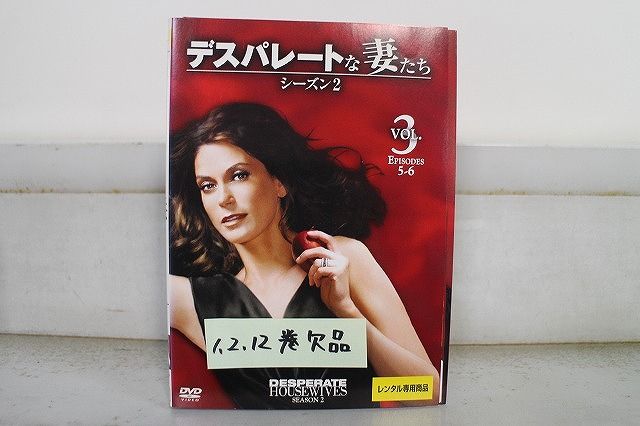 デスパレートな妻たち
シーズン2
VOL.
3
EPISODES
5-6
1,2,12巻欠品
DESPERATE
HOUSEWIVES
SEASON 2
DVD
VIDEO
レンタル専用商品